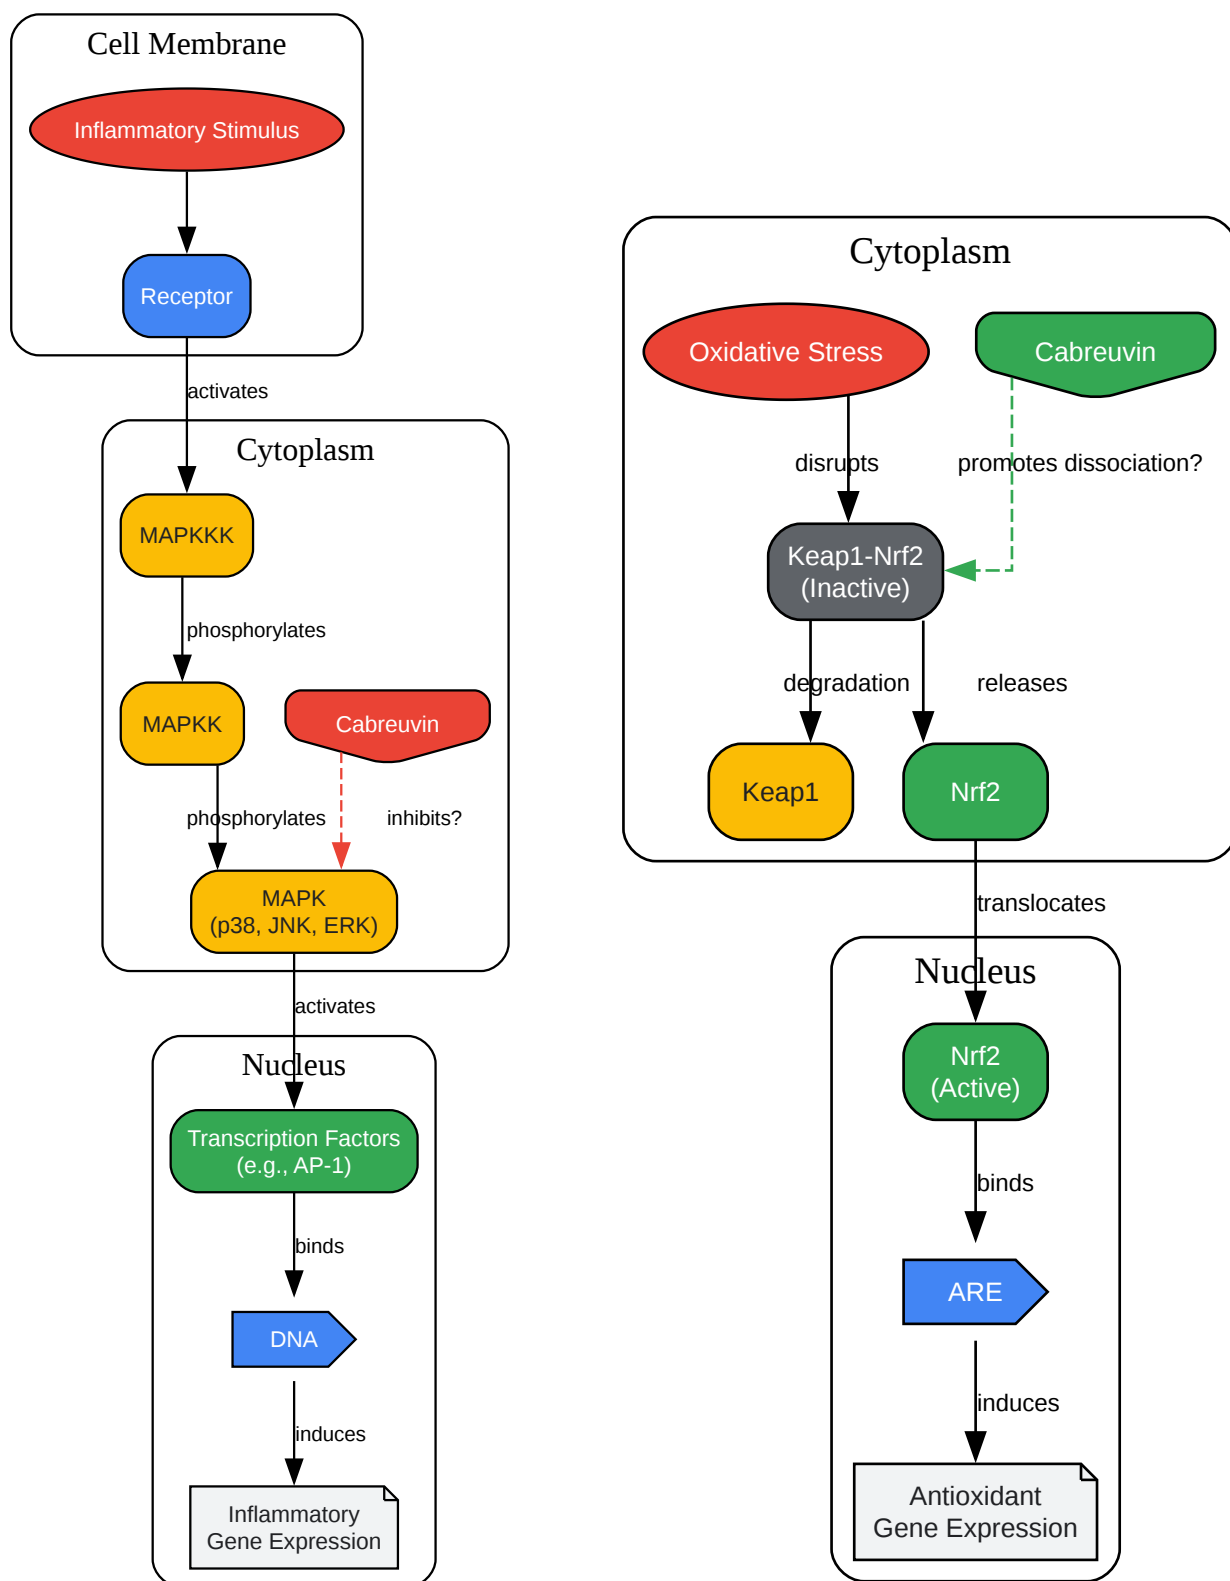 Cell Membrane
Inflammatory Stimulus
Receptor
activates
Cytoplasm
MAPKKK
phosphorylates
MAPKK
Cabreuvin
phosphorylates
inhibits?
MAPK
(p38, JNK, ERK)
activates
Nucleus
Transcription Factors
(e.g., AP-1)
binds
DNA
induces
Inflammatory
Gene Expression
Cytoplasm
Oxidative Stress
Cabreuvin
disrupts
promotes dissociation?
Keap1-Nrf2
(Inactive)
degradation
releases
Keap1
Nrf2
translocates
Nucleus
Nrf2
(Active)
binds
ARE
induces
Antioxidant
Gene Expression